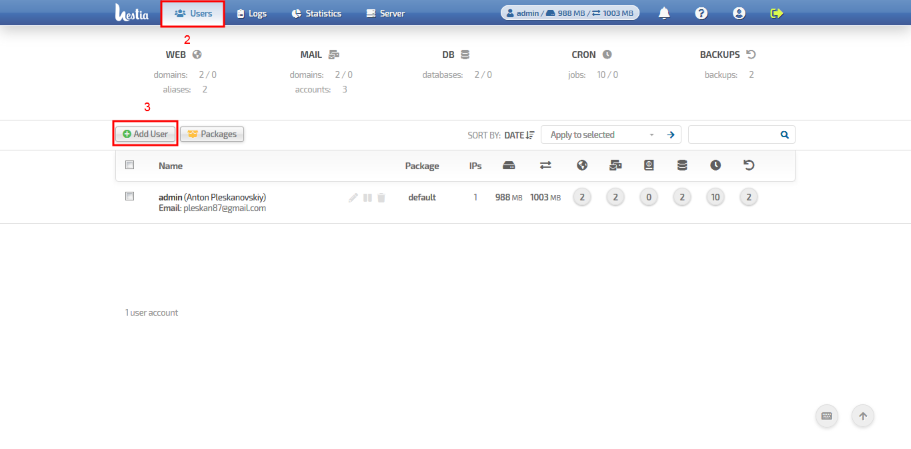 hestia Users Logs Statistics Server admin / 988 MB / 1003 MB
2
WEB MAIL DB CRON BACKUPS
domains: 2 / 0 domains: 2 / 0 databases: 2 / 0 jobs: 10 / 0 backups: 2
aliases: 2 accounts: 3
3
Add User Packages SORT BY: DATE Apply to selected
Name Package IPs
admin (Anton Pleskanovskiy) default 1 988 MB 1003 MB 2 2 0 2 10 2
Email: pleskan87@gmail.com
1 user account